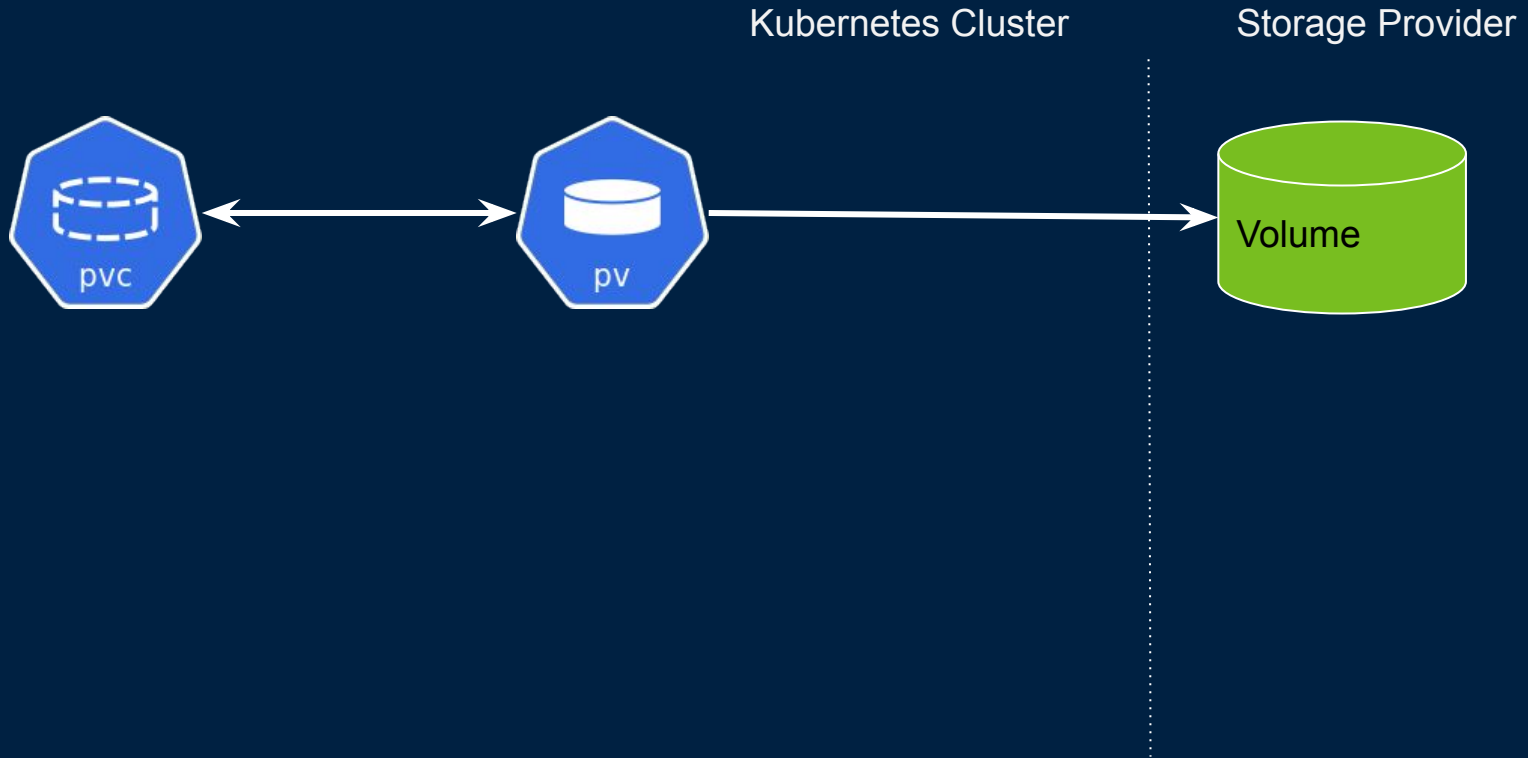 Kubernetes Cluster
Storage Provider
pvc
pv
Volume